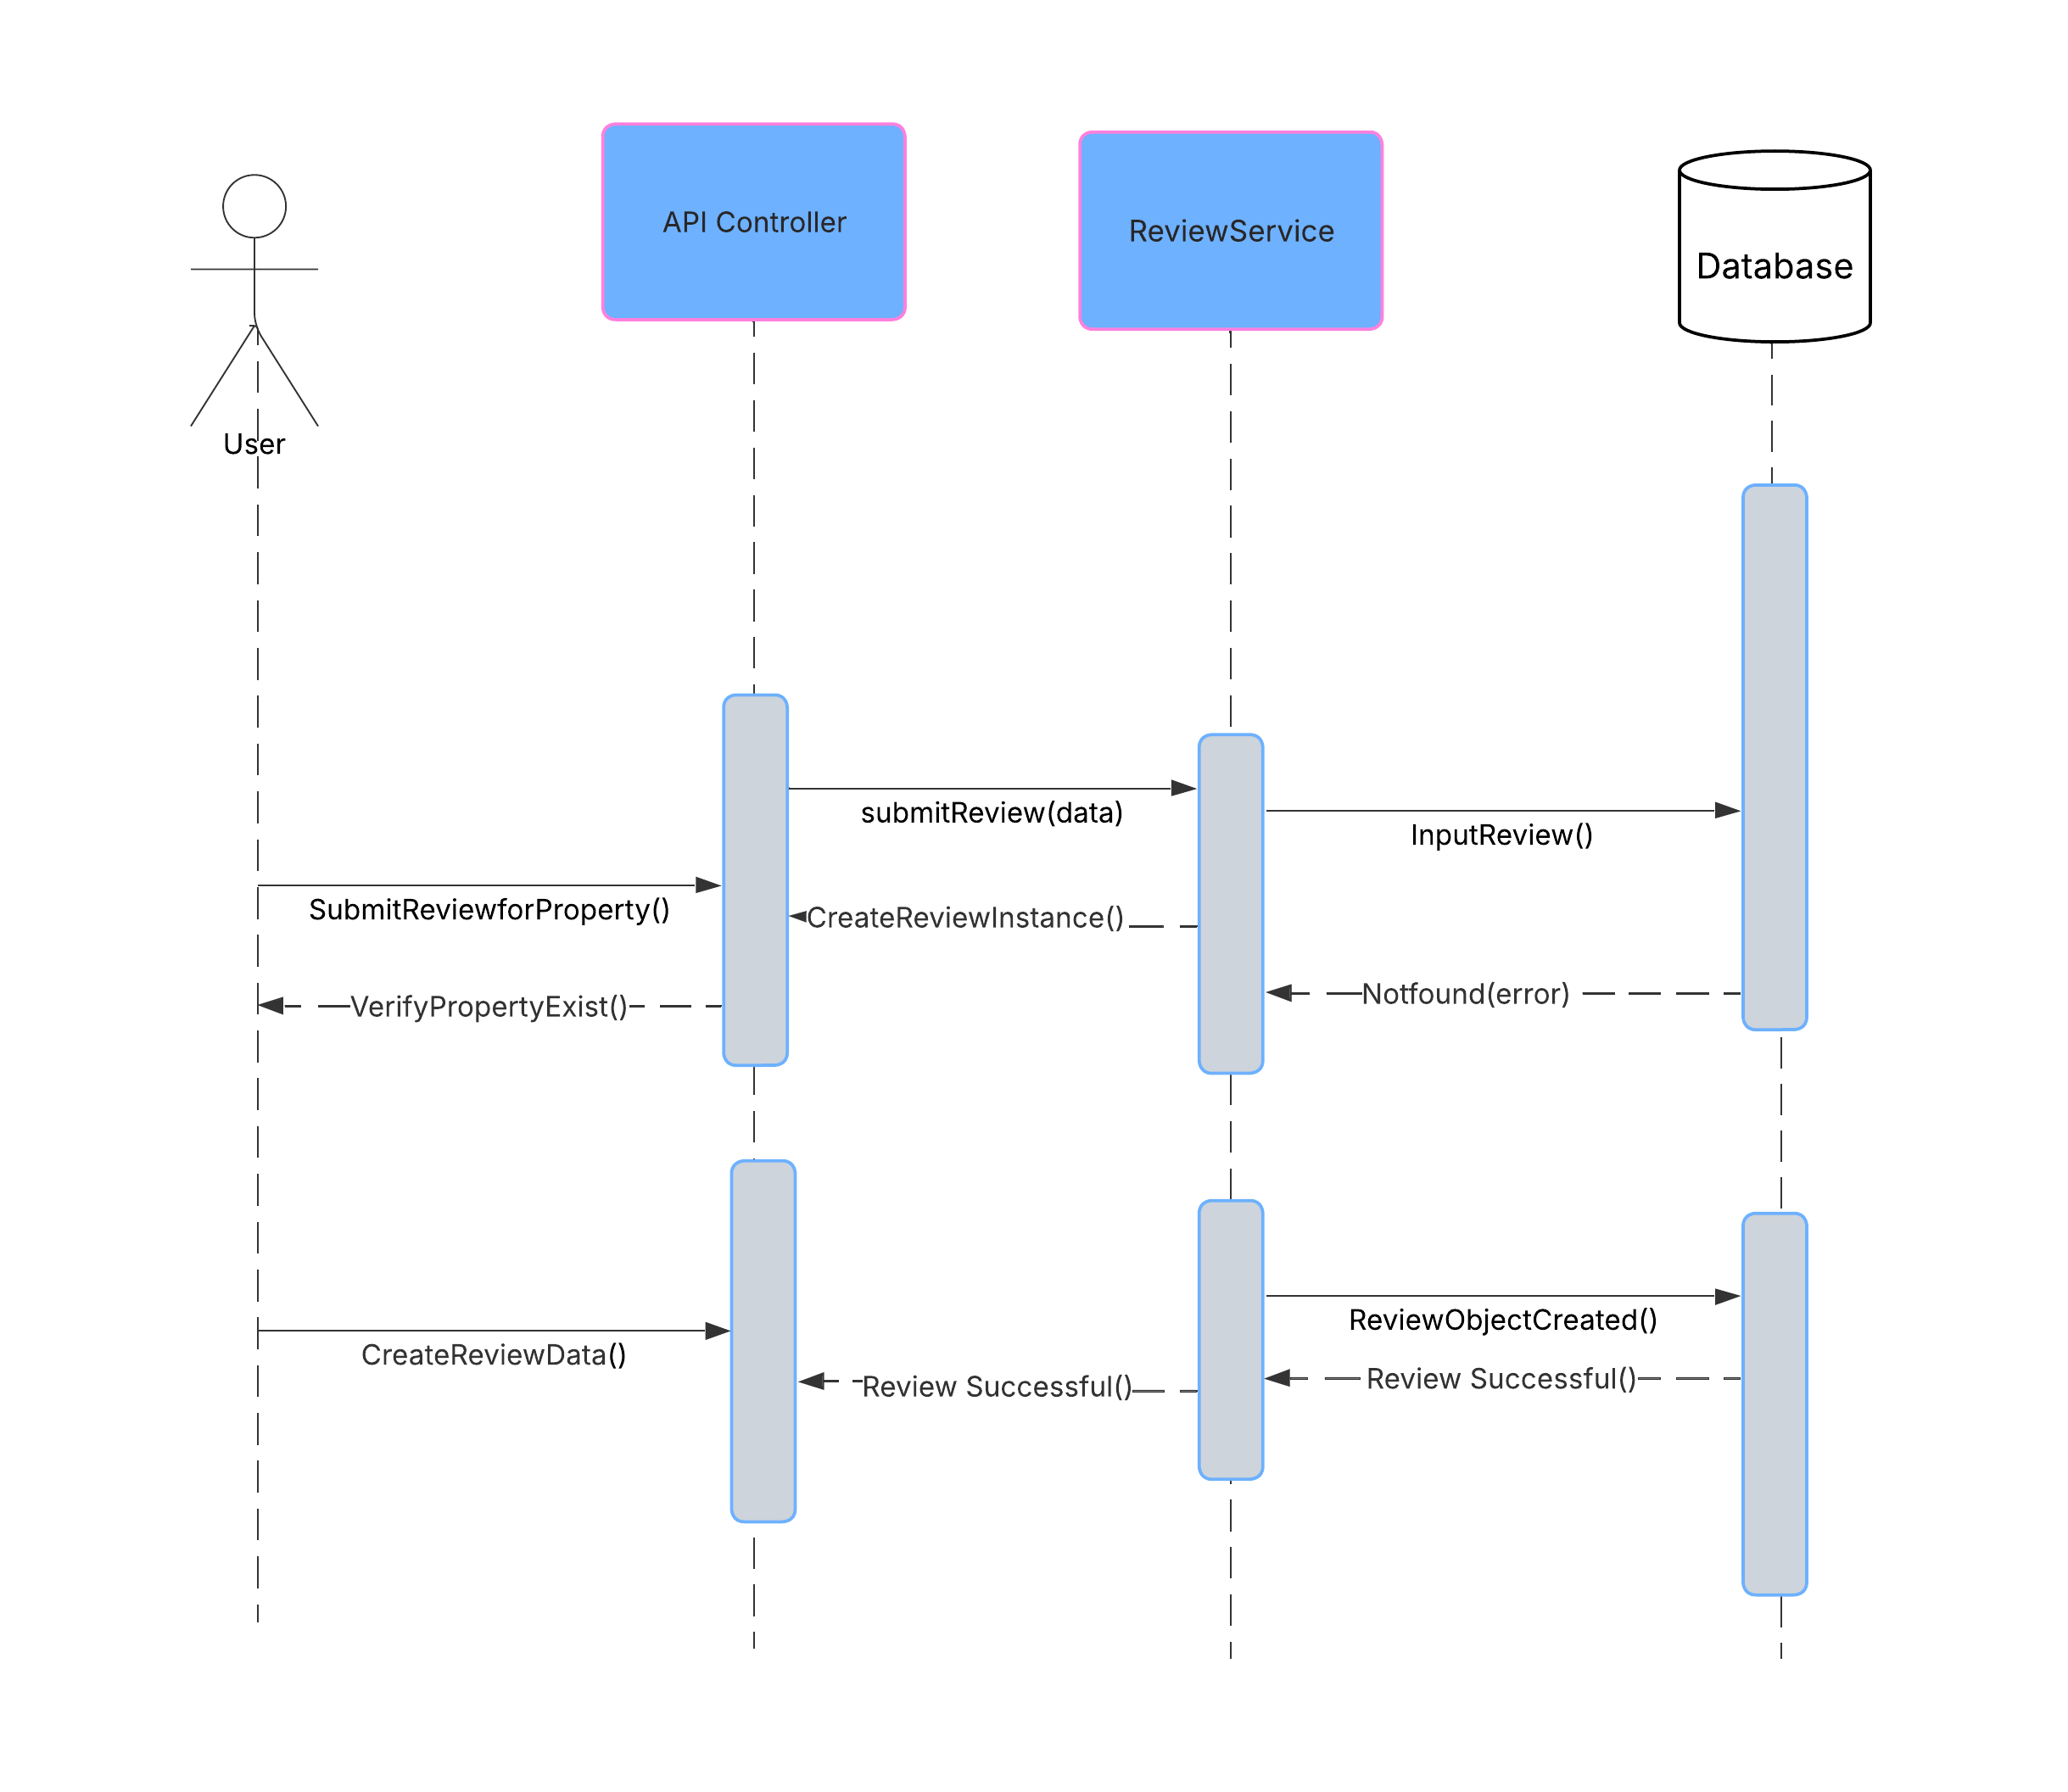 API Controller
ReviewService
Database
User
submitReview(data)
InputReview()
SubmitReviewforProperty()
CreateReviewInstance()
Notfound(error)
VerifyPropertyExist()
ReviewObjectCreated()
CreateReviewData()
Review Successful()
Review Successful()